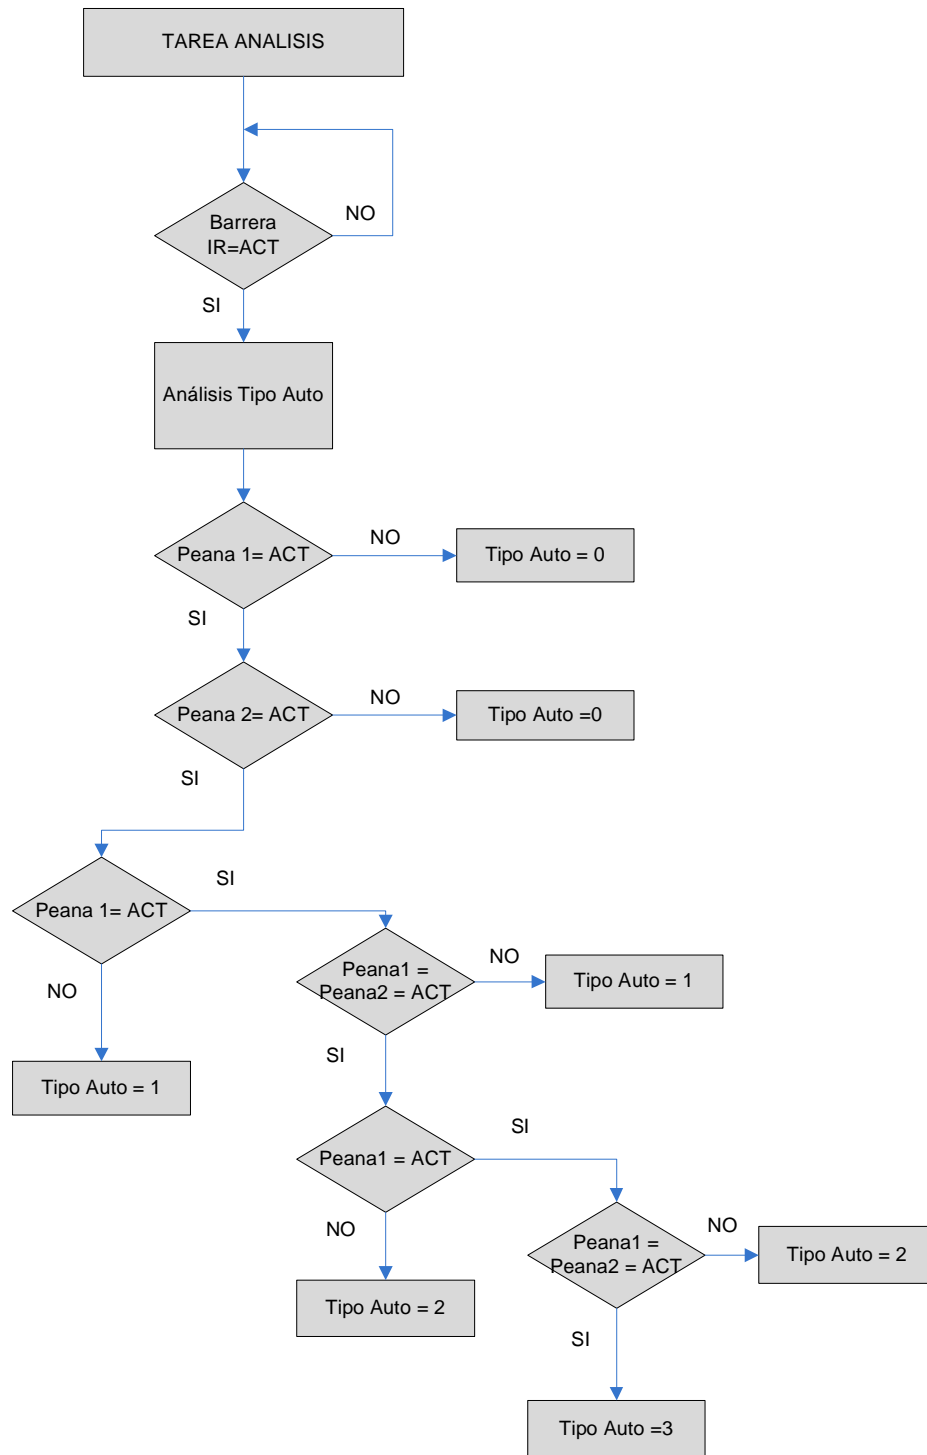 TAREA ANALISIS
NO
Barrera
IR=ACT
SI
Análisis Tipo Auto
NO
Peana 1= ACT
Tipo Auto = 0
SI
NO
Peana 2= ACT
Tipo Auto =0
SI
SI
Peana 1= ACT
NO
Peana1 =
Peana2 = ACT
Tipo Auto = 1
NO
SI
Tipo Auto = 1
SI
Peana1 = ACT
NO
NO
Peana1 =
Peana2 = ACT
Tipo Auto = 2
Tipo Auto = 2
SI
Tipo Auto =3